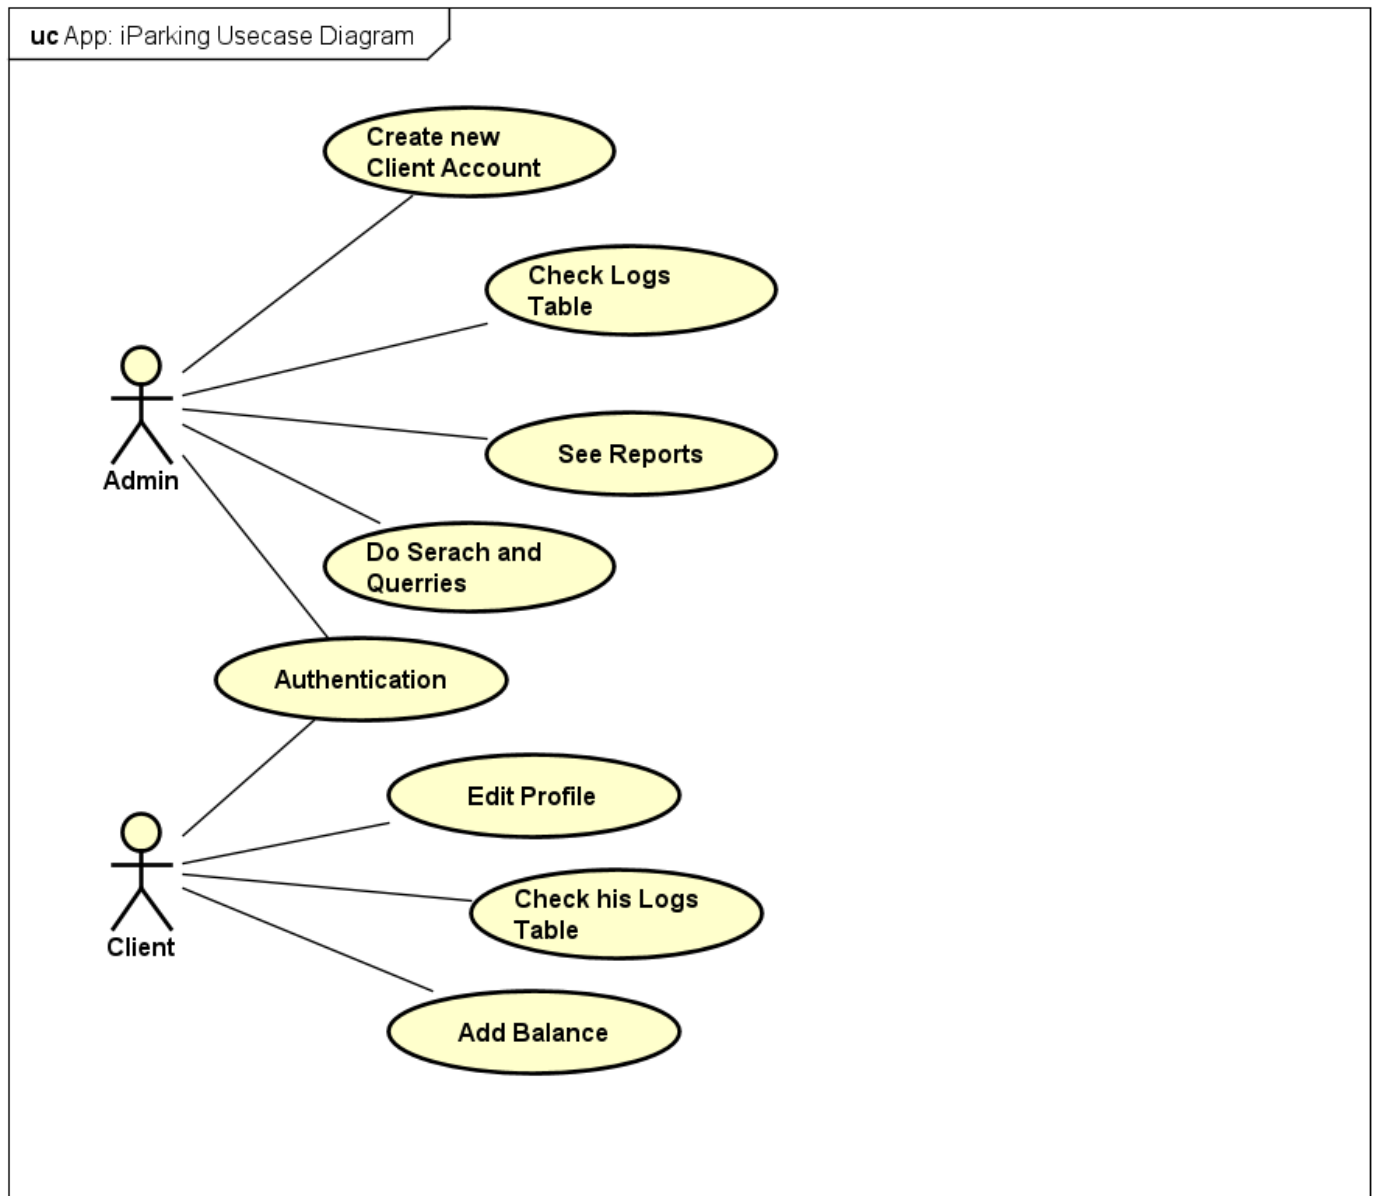 uc App: iParking Usecase Diagram
Create new
Client Account
Check Logs
Table
See Reports
Admin
Do Serach and
Querries
Authentication
Edit Profile
Check his Logs
Table
Client
Add Balance